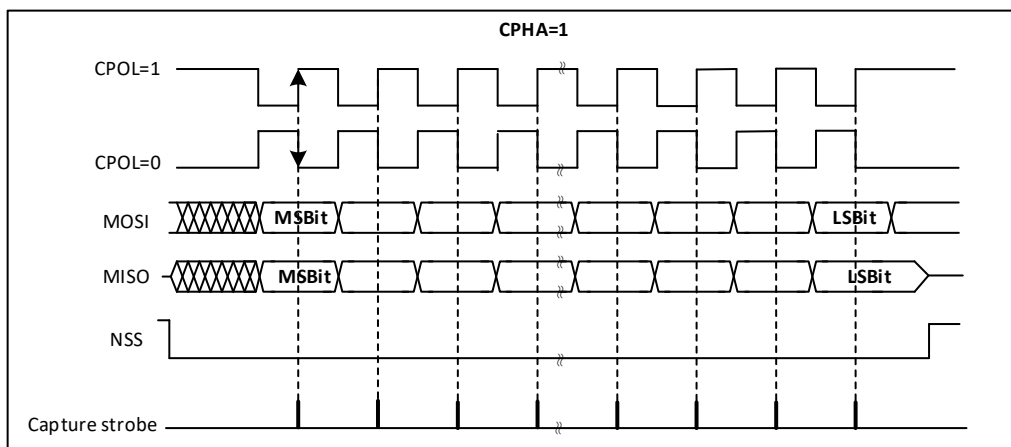 CPHA=1
CPOL=1
CPOL=0
MOSI MSBit LSBit
MISO MSBit LSBit
NSS
Capture strobe